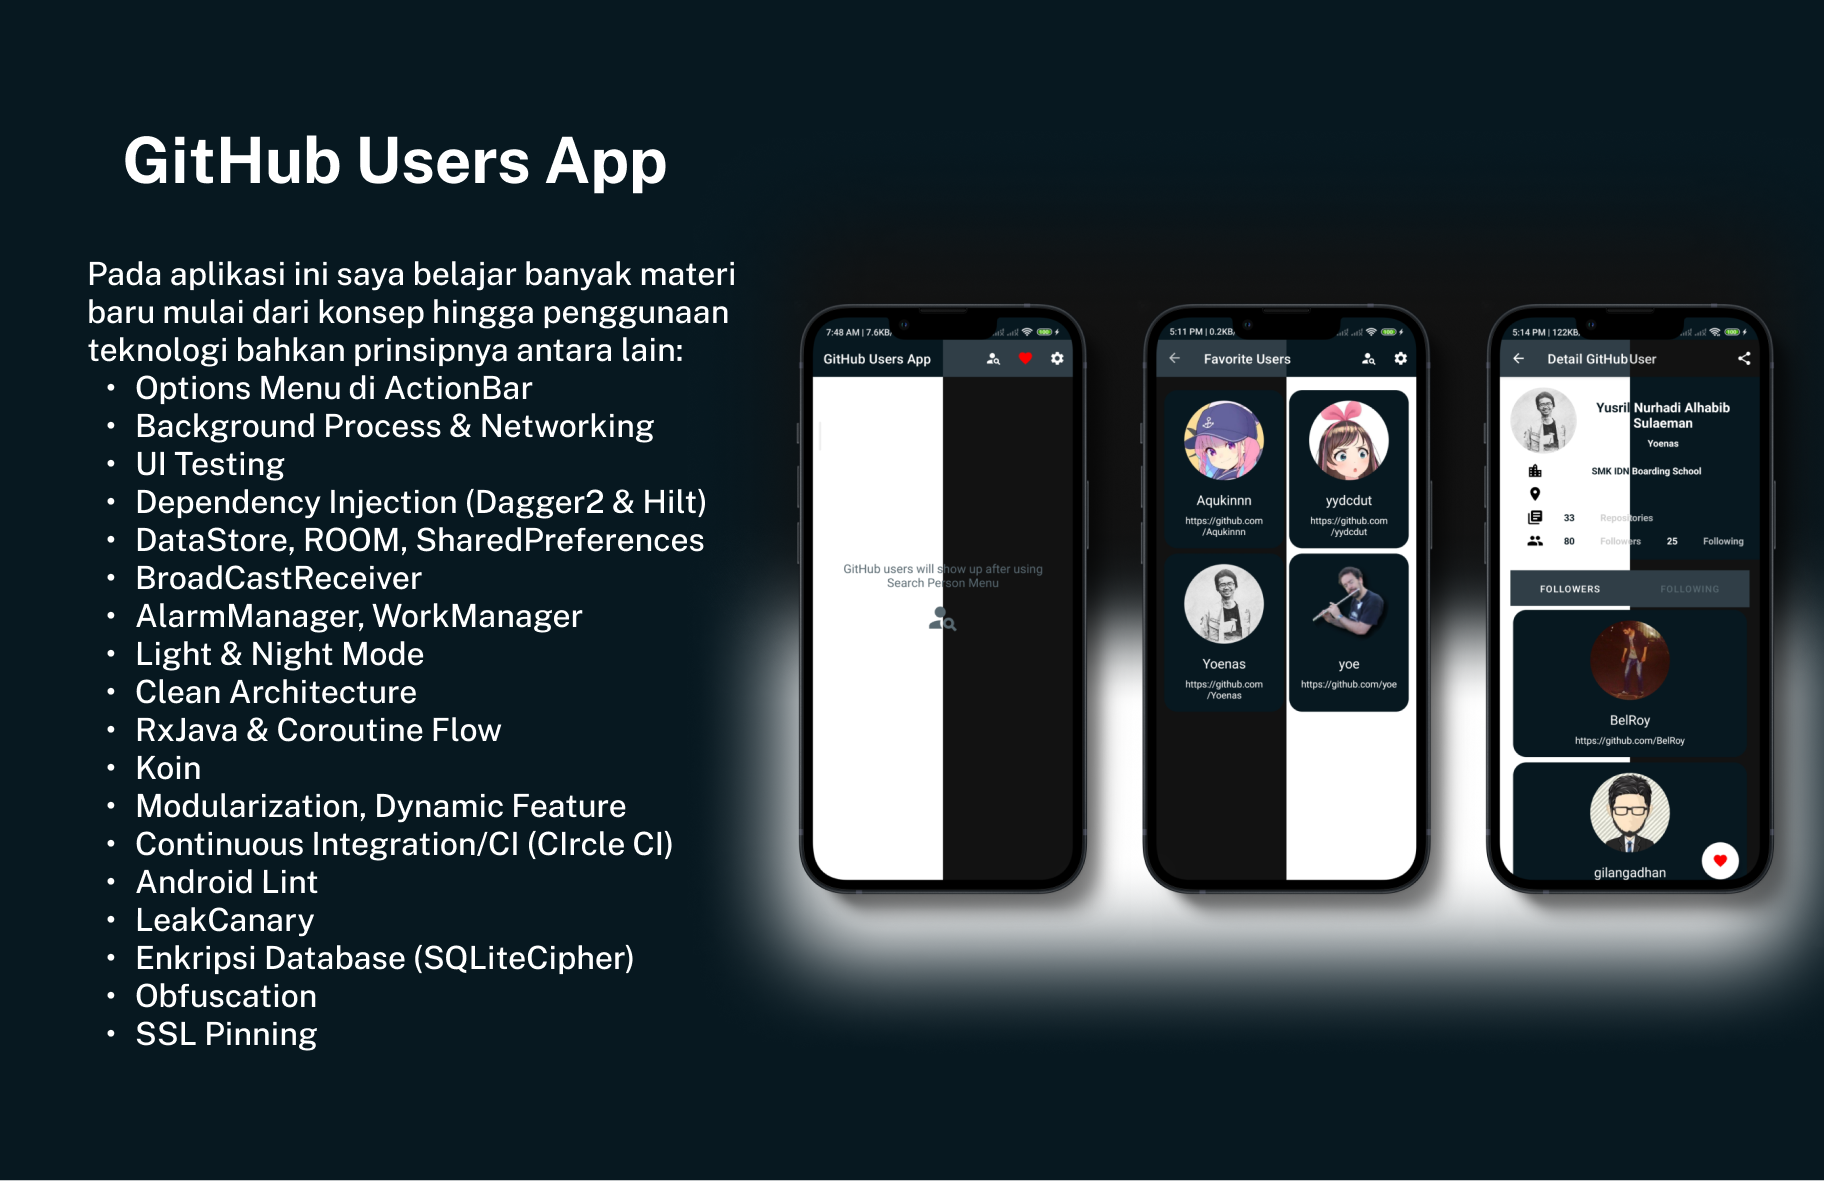 GitHub Users App
Pada aplikasi ini saya belajar banyak materi
baru mulai dari konsep hingga penggunaan
teknologi bahkan prinsipnya antara lain:
• Options Menu di ActionBar
• Background Process & Networking
• UI Testing
• Dependency Injection (Dagger2 & Hilt)
• DataStore, ROOM, SharedPreferences
• BroadCastReceiver
• AlarmManager, WorkManager
• Light & Night Mode
• Clean Architecture
• RxJava & Coroutine Flow
• Koin
• Modularization, Dynamic Feature
• Continuous Integration/CI (CIrcle CI)
• Android Lint
• LeakCanary
• Enkripsi Database (SQLiteCipher)
• Obfuscation
• SSL Pinning
7:48 AM | 7.6KB/
GitHub Users App
GitHub users will show up after using
Search Person Menu
5:11 PM | 0.2KB/
Favorite Users
Aqukinnn
https://github.com
/Aqukinnn
yydcdut
https://github.com
/yydcdut
Yoenas
https://github.com
/Yoenas
yoe
https://github.com/yoe
5:14 PM | 122KB
Detail GitHub User
Yusril Nurhadi Alhabib
Sulaeman
Yoenas
SMK IDN Boarding School
33 Repositories
80 Followers 25 Following
FOLLOWERS FOLLOWING
BelRoy
https://github.com/BelRoy
gilangadhan